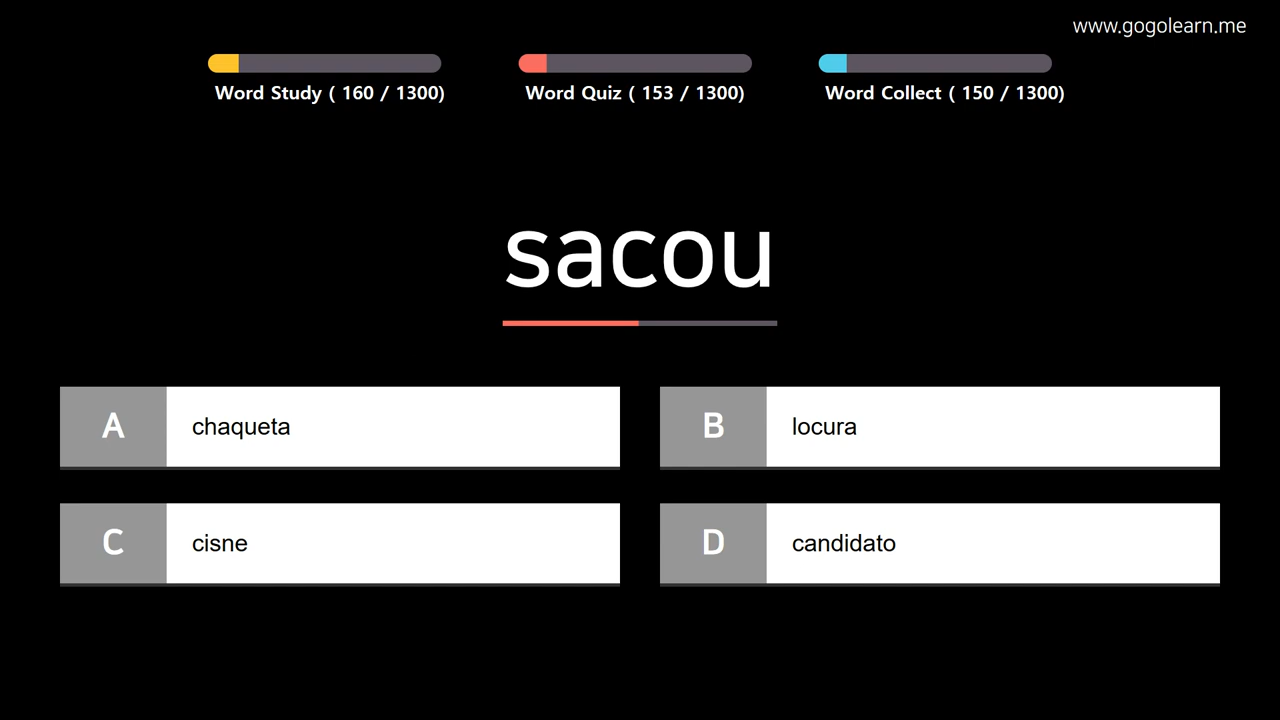 www.gogolearn.me
Word Study ( 160 / 1300)
Word Quiz ( 153 / 1300)
Word Collect ( 150 / 1300)
sacou
A
chaqueta
B
locura
C
cisne
D
candidato